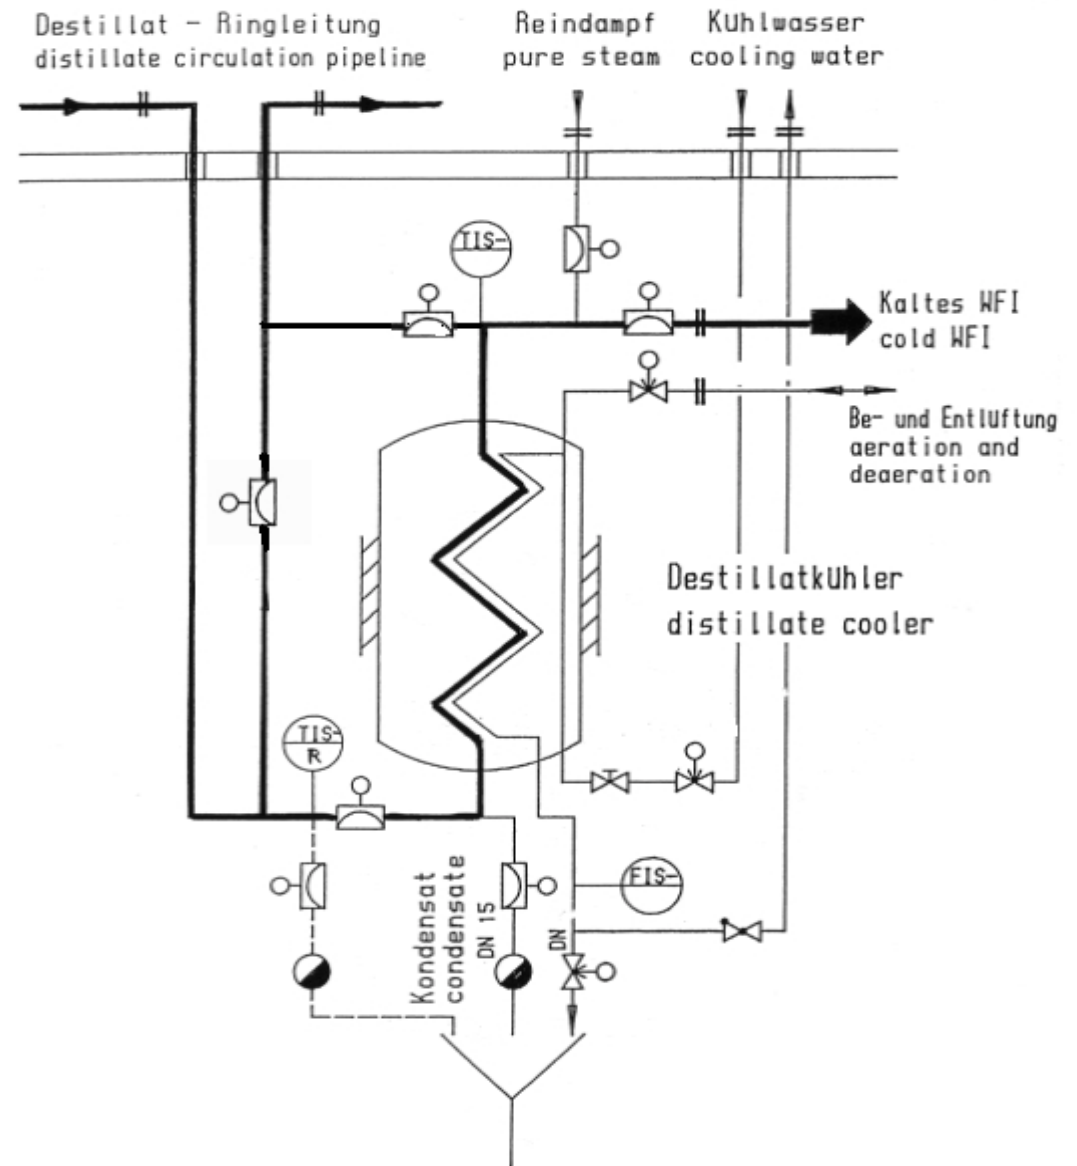 Destillat - Ringleitung
distillate circulation pipeline
Reindampf
pure steam
Kühlwasser
cooling water
TIS-
Kaltes WFI
cold WFI
Be- und Entlüftung
aeration and
deaeration
Destillatkühler
distillate cooler
TIS-
R
Kondensat
condensate
DN 15
DN
FIS-